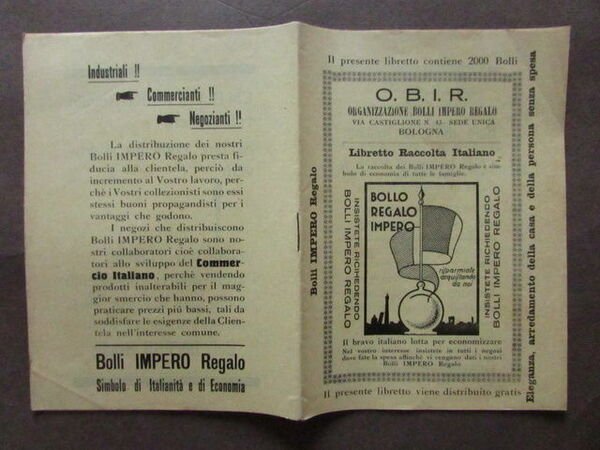 Industriali !!
Commercianti !!
Negozianti !!
La distribuzione dei nostri
Bolli IMPERO Regalo presta fi-
ducia alla clientela, perciò da
incremento al Vostro lavoro, per-
chè i Vostri collezionisti sono essi
stessi buoni propagandisti per i
vantaggi che godono.
I negozi che distribuiscono
Bolli IMPERO Regalo sono no-
stri collaboratori cioè collabora-
tori allo sviluppo del Commer-
cio Italiano, perchè vendendo
prodotti inalterabili per il mag-
gior smercio che hanno, possono
praticare prezzi più bassi, tali da
soddisfare le esigenze della Clien-
tela nell'interesse comune.
Bolli IMPERO Regalo
Simbolo di Italianità e di Economia
Bolli IMPERO Regalo
Il presente libretto contiene 2000 Bolli
O. B. I. R.
ORGANIZZAZIONE BOLLI IMPERO REGALO
VIA CASTIGLIONE N. 43 - SEDE UNICA
BOLOGNA
Libretto Raccolta Italiano
La raccolta dei Bolli IMPERO Regalo è sim-
bolo di economia di tutte le famiglie.
INSISTETE RICHIEDENDO
BOLLI IMPERO REGALO
BOLLO
REGALO
IMPERO
risparmiate
acquistando
da noi
INSISTETE RICHIEDENDO
BOLLI IMPERO REGALO
Il bravo italiano lotta per economizzare
Nel vostro interesse insistete in tutti i negozi
dove fate la spesa affinchè vi vengano dati i nostri
Bolli IMPERO Regalo
Il presente libretto viene distribuito gratis
Eleganza, arredamento della casa e della persona senza spesa